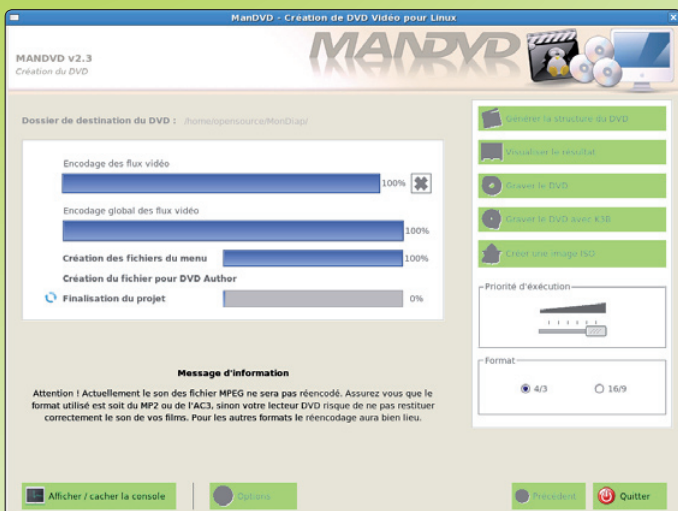 ManDVD - Création de DVD Vidéo pour Linux
MANDVD
MANDVD v2.3
Création du DVD
Dossier de destination du DVD : /home/opensource/MonDiap/
Encodage des flux vidéo
100%
Encodage global des flux vidéo
100%
Création des fichiers du menu 100%
Création du fichier pour DVD Author
Finalisation du projet 0%
Générer la structure du DVD
Visualiser le résultat
Graver le DVD
Graver le DVD avec K3B
Créer une image ISO
Priorité d'éxécution
Format
4/3 16/9
Message d'information
Attention ! Actuellement le son des fichier MPEG ne sera pas réencodé. Assurez vous que le
format utilisé est soit du MP2 ou de l'AC3, sinon votre lecteur DVD risque de ne pas restituer
correctement le son de vos films. Pour les autres formats le réencodage aura bien lieu.
Afficher / cacher la console Options Précédent Quitter